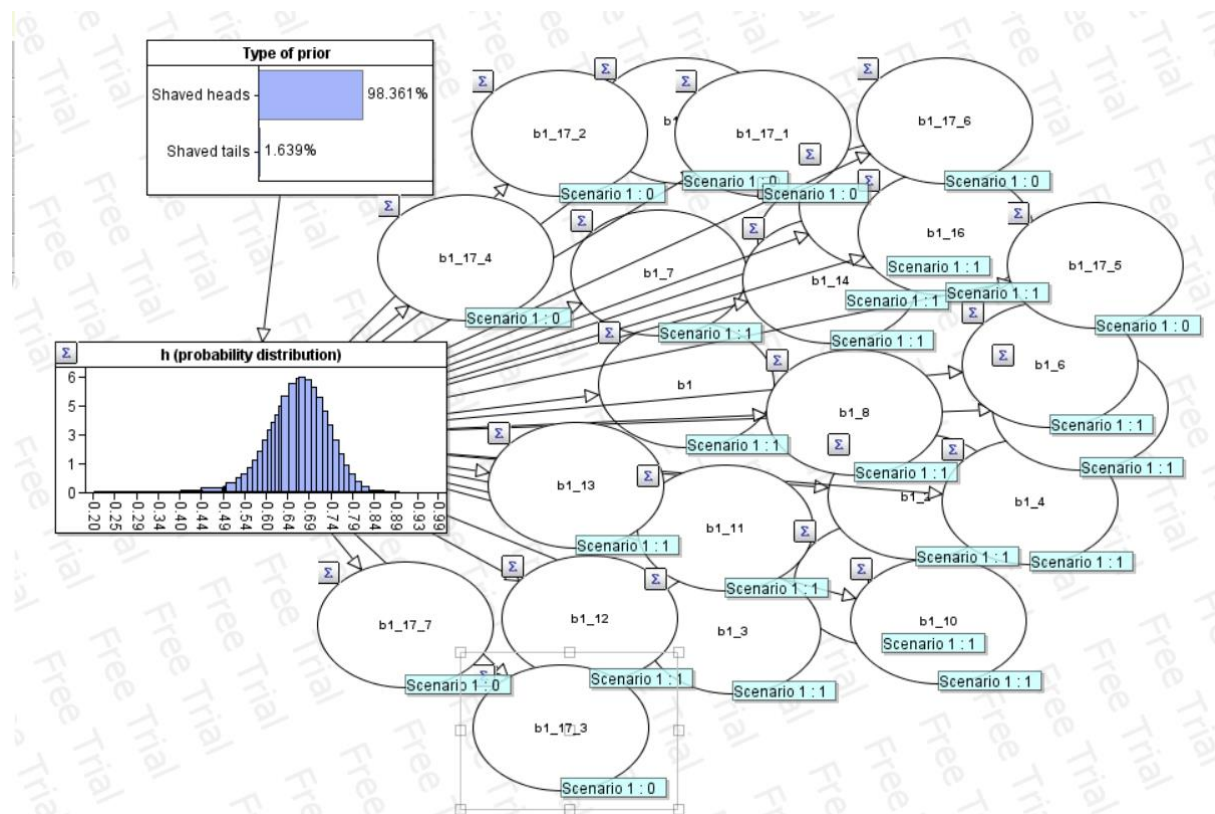 Type of prior
Shaved heads
98.361%
Shaved tails
1.639%
b1_17_2
b1_17_1
b1_17_6
Scenario 1 : 0
Scenario 1 : 0
Scenario 1 : 0
Scenario 1 : 0
b1_17_4
b1_7
b1_14
b1_16
b1_17_5
Scenario 1 : 1
Scenario 1 : 1
Scenario 1 : 1
Scenario 1 : 0
Scenario 1 : 0
Scenario 1 : 1
Scenario 1 : 1
h (probability distribution)
6
5
3
1
0
0.20 0.25 0.29 0.34 0.40 0.44 0.49 0.54 0.60 0.64 0.69 0.74 0.79 0.84 0.89 0.93 0.99
b1
b1_8
b1_6
Scenario 1 : 1
Scenario 1 : 1
Scenario 1 : 1
Scenario 1 : 1
b1_13
b1_11
b1_4
Scenario 1 : 1
Scenario 1 : 1
Scenario 1 : 1
Scenario 1 : 1
b1_17_7
b1_12
b1_3
b1_10
Scenario 1 : 1
Scenario 1 : 0
Scenario 1 : 1
Scenario 1 : 1
Scenario 1 : 1
b1_17_3
Scenario 1 : 0
Free Trial